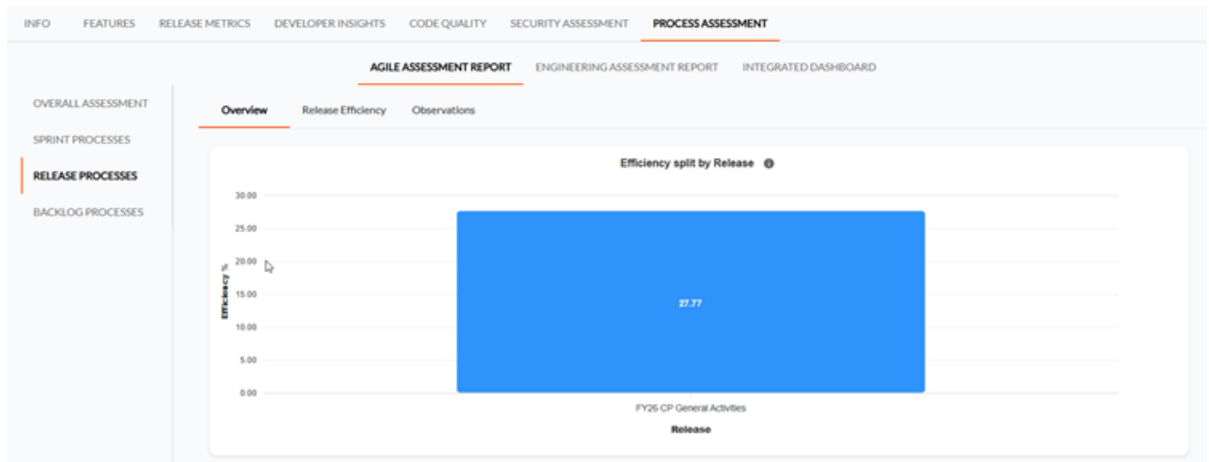 INFO FEATURES RELEASE METRICS DEVELOPER INSIGHTS CODE QUALITY SECURITY ASSESSMENT PROCESS ASSESSMENT
AGILE ASSESSMENT REPORT ENGINEERING ASSESSMENT REPORT INTEGRATED DASHBOARD
OVERALL ASSESSMENT
SPRINT PROCESSES
RELEASE PROCESSES
BACKLOG PROCESSES
Overview Release Efficiency Observations
Efficiency split by Release
Efficiency %
30.00
25.00
20.00
15.00
10.00
5.00
0.00
27.77
FY26 CP General Activities
Release